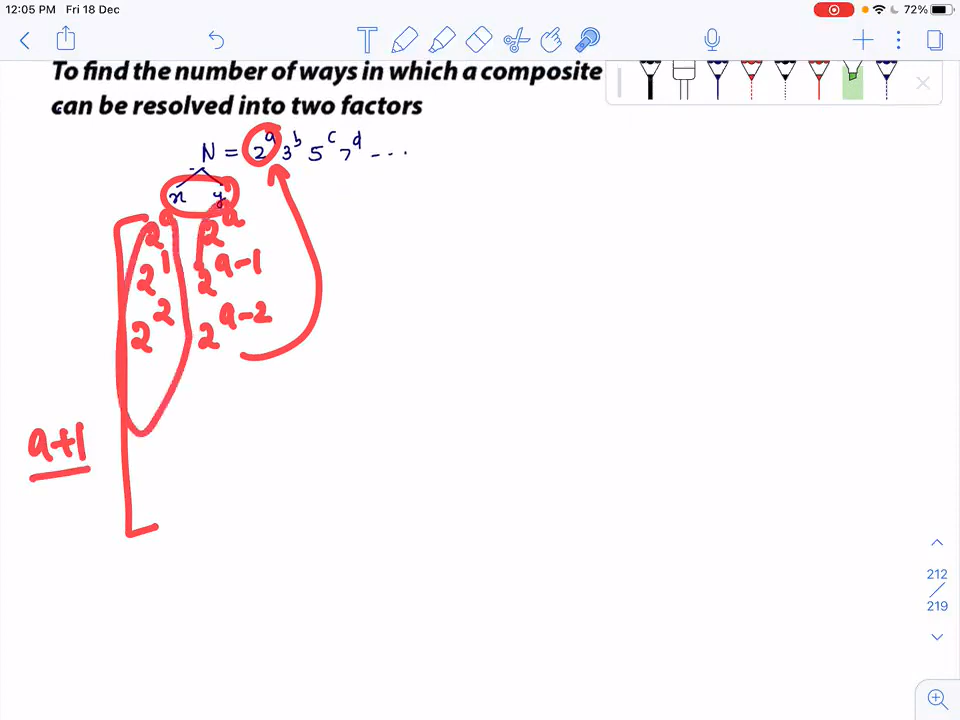 12:05 PM Fri 18 Dec
72%
To find the number of ways in which a composite
can be resolved into two factors
N = 2^a 3^b 5^c 7^d ---..
x y
2^0 2^a
2^1 2^a-1
2^2 2^a-2
a+1
212
219